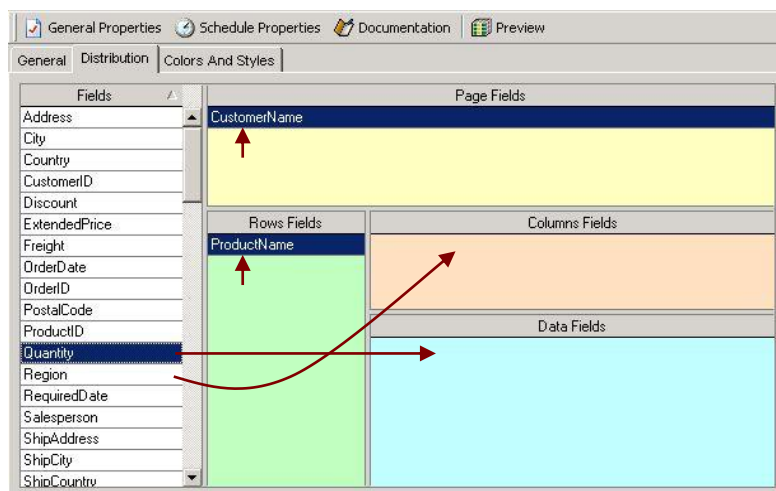 General Properties Schedule Properties Documentation Preview
General Distribution Colors And Styles
Fields
Address
City
Country
CustomerID
Discount
ExtendedPrice
Freight
OrderDate
OrderID
PostalCode
ProductID
Quantity
Region
RequiredDate
Salesperson
ShipAddress
ShipCity
ShipCountry
Page Fields
CustomerName
Rows Fields
ProductName
Columns Fields
Data Fields